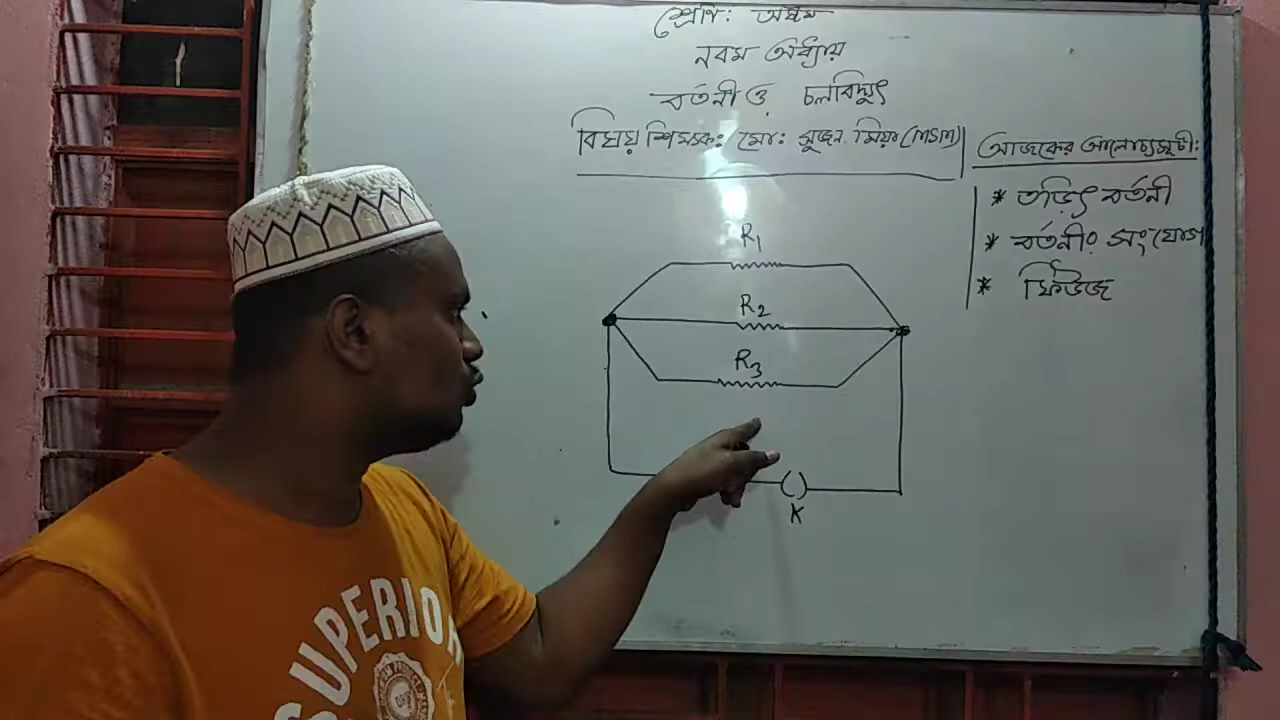 শ্রেণি: অষ্টম
নবম অধ্যায়
বর্তনী ও চলবিদ্যুৎ
বিষয় শিক্ষক: মো: সুজন মিয়া
আজকের আলোচ্যসূচী:
* তড়িৎ বর্তনী
* বর্তনীর সংযোগ
* ফিউজ
R1
R2
R3
K
SUPERIOR